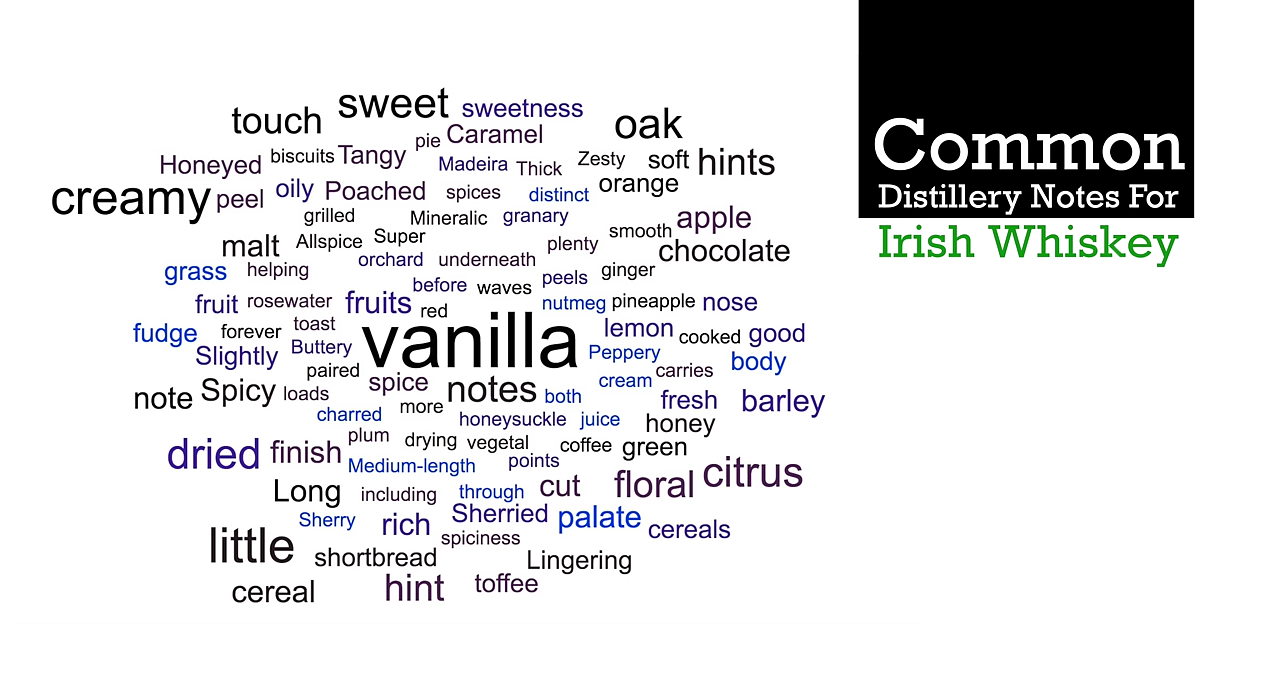 Common
Distillery Notes For
Irish Whiskey
sweet sweetness
touch oak
pie Caramel
Honeyed biscuits Tangy Madeira Thick Zesty soft hints
creamy peel oily Poached spices distinct orange
grilled Mineralic granary apple
malt Allspice Super plenty smooth chocolate
grass helping orchard underneath peels ginger
before waves
fruit rosewater fruits red nutmeg pineapple nose
fudge forever toast vanilla lemon cooked good
Slightly Buttery Peppery body
paired spice cream carries
note Spicy loads notes both fresh barley
charred more honeysuckle juice honey
dried finish plum drying vegetal coffee green
Medium-length points citrus
Long including through cut floral
Sherry rich Sherried palate cereals
little spiciness
shortbread Lingering
cereal hint toffee